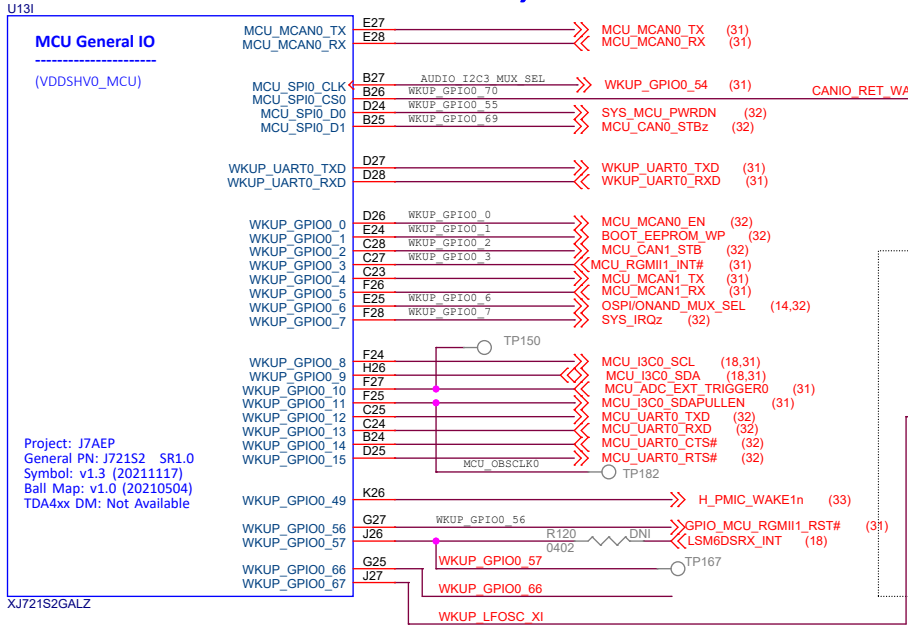 U13I
MCU General IO
----------------------
(VDDSHV0_MCU)
MCU_MCAN0_TX E27 MCU_MCAN0_TX (31)
MCU_MCAN0_RX E28 MCU_MCAN0_RX (31)
MCU_SPI0_CLK B27 AUDIO_I2C3_MUX_SEL WKUP_GPIO0_54 (31)
MCU_SPI0_CS0 B26 WKUP_GPIO0_70 CANIO_RET_WA
MCU_SPI0_D0 D24 WKUP_GPIO0_55 SYS_MCU_PWRDN (32)
MCU_SPI0_D1 B25 WKUP_GPIO0_69 MCU_CAN0_STBz (32)
WKUP_UART0_TXD D27 WKUP_UART0_TXD (31)
WKUP_UART0_RXD D28 WKUP_UART0_RXD (31)
WKUP_GPIO0_0 D26 WKUP_GPIO0_0 MCU_MCAN0_EN (32)
WKUP_GPIO0_1 E24 WKUP_GPIO0_1 BOOT_EEPROM_WP (32)
WKUP_GPIO0_2 C28 WKUP_GPIO0_2 MCU_CAN1_STB (32)
WKUP_GPIO0_3 C27 WKUP_GPIO0_3 MCU_RGMII1_INT# (31)
WKUP_GPIO0_4 C23 MCU_MCAN1_TX (31)
WKUP_GPIO0_5 F26 MCU_MCAN1_RX (31)
WKUP_GPIO0_6 E25 WKUP_GPIO0_6 OSPI/ONAND_MUX_SEL (14,32)
WKUP_GPIO0_7 F28 WKUP_GPIO0_7 SYS_IRQz (32)
TP150
WKUP_GPIO0_8 F24 MCU_I3C0_SCL (18,31)
WKUP_GPIO0_9 H26 MCU_I3C0_SDA (18,31)
WKUP_GPIO0_10 F27 MCU_ADC_EXT_TRIGGER0 (31)
WKUP_GPIO0_11 F25 MCU_I3C0_SDAPULLEN (31)
WKUP_GPIO0_12 C25 MCU_UART0_TXD (32)
WKUP_GPIO0_13 C24 MCU_UART0_RXD (32)
WKUP_GPIO0_14 B24 MCU_UART0_CTS# (32)
WKUP_GPIO0_15 D25 MCU_UART0_RTS# (32)
MCU_OBSCLK0 TP182
Project: J7AEP
General PN: J721S2 SR1.0
Symbol: v1.3 (20211117)
Ball Map: v1.0 (20210504)
TDA4xx DM: Not Available
WKUP_GPIO0_49 K26 H_PMIC_WAKE1n (33)
WKUP_GPIO0_56 G27 WKUP_GPIO0_56 GPIO_MCU_RGMII1_RST# (31)
WKUP_GPIO0_57 J26 R120 DNI LSM6DSRX_INT (18)
0402
WKUP_GPIO0_57 TP167
WKUP_GPIO0_66 G25
WKUP_GPIO0_67 J27 WKUP_GPIO0_66
XJ721S2GALZ
WKUP_LFOSC_XI